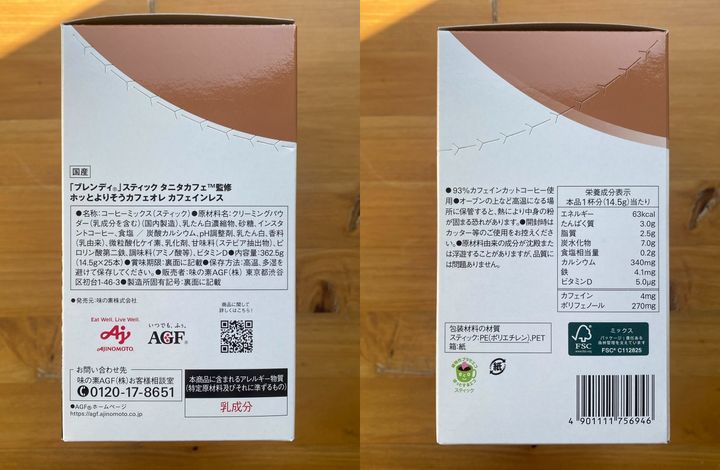 国産
「ブレンディ®」スティック タニタカフェ™監修
ホッとよりそうカフェオレ カフェインレス
●名称:コーヒーミックス(スティック)●原材料名:クリーミングパウ
ダー(乳成分を含む)(国内製造)、乳たん白濃縮物、砂糖、インスタ
ントコーヒー、食塩/炭酸カルシウム、pH調整剤、乳たん白、香料
(乳由来)、微粒酸化ケイ素、乳化剤、甘味料(ステビア抽出物)、ピ
ロリン酸第二鉄、調味料(アミノ酸等)、ビタミンD●内容量:362.5g
(14.5g×25本)●賞味期限:裏面に記載●保存方法:高温、多湿を
避けて保存してください。●販売者:味の素AGF(株) 東京都渋谷
区初台1-46-3●製造所固有記号:裏面に記載
●発売元:味の素株式会社
商品に関して
詳しくはこちら!
Eat Well, Live Well.
AJINOMOTO
いつでも、ふぅ。
AGF®
お問い合わせ先
味の素AGF(株)お客様相談室
0120-17-8651
●AGF®ホームページ
https://agf.ajinomoto.co.jp
本商品に含まれるアレルギー物質
(特定原材料及びそれに準ずるもの)
乳成分
●93%カフェインカットコーヒー使
用●オーブンの上など高温になる
場所に保管すると、熱により中身の粉
が固まる恐れがあります。●開封時は
カッター等のご使用をお控えくださ
い。●原材料由来の成分が沈殿また
は浮遊することがありますが、品質に
は問題ありません。
栄養成分表示
本品1杯分(14.5g)当たり
エネルギー 63kcal
たんぱく質 3.0g
脂質 2.5g
炭水化物 7.0g
食塩相当量 0.2g
カルシウム 340mg
鉄 4.1mg
ビタミンD 5.0μg
カフェイン 4mg
ポリフェノール 270mg
包装材料の材質
スティック:PE(ポリエチレン),PET
箱:紙
紙
スティック
FSC
www.fsc.org
ミックス
パッケージ|責任ある
森林管理を支えています
FSC® C112825
4 901111 756946